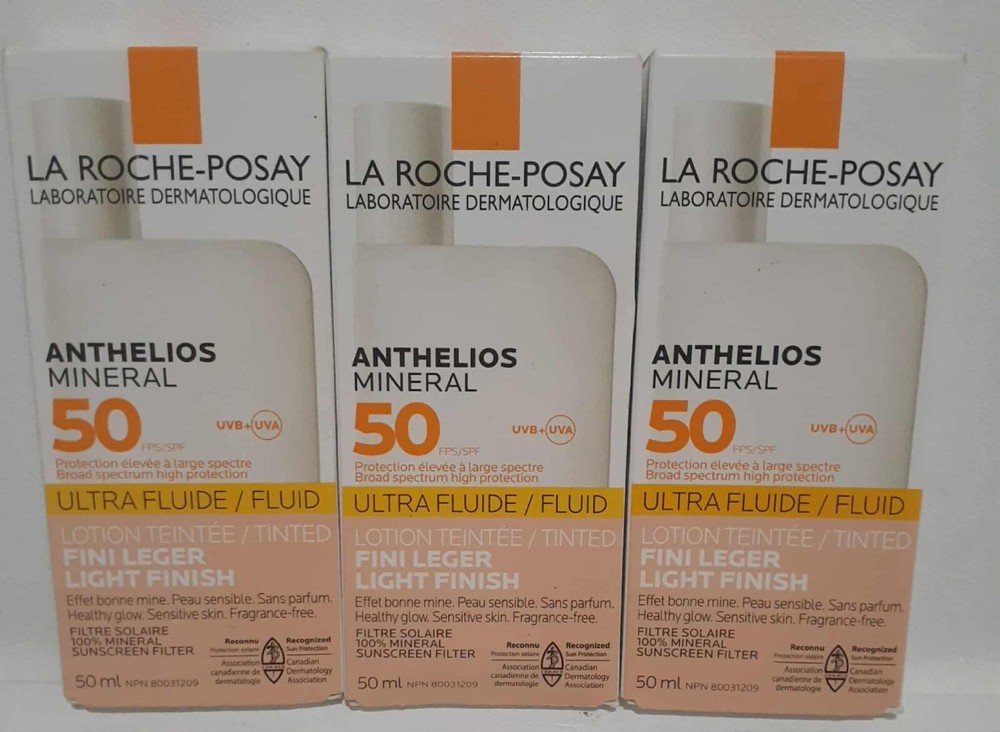 LA ROCHE-POSAY
LABORATOIRE DERMATOLOGIQUE
ANTHELIOS
MINERAL
50
FPS/SPF
UVB+UVA
Protection élevée à large spectre
Broad spectrum high protection
ULTRA FLUIDE / FLUID
LOTION TEINTÉE / TINTED
FINI LEGER
LIGHT FINISH
Effet bonne mine. Peau sensible. Sans parfum.
Healthy glow. Sensitive skin. Fragrance-free.
FILTRE SOLAIRE
100% MINERAL
SUNSCREEN FILTER
Reconnu
Protection solaire
Association
canadienne de
dermatologie
Recognized
Sun Protection
Canadian
Dermatology
Association
50 ml NPN 80031209
LA ROCHE-POSAY
LABORATOIRE DERMATOLOGIQUE
ANTHELIOS
MINERAL
50
FPS/SPF
UVB+UVA
Protection élevée à large spectre
Broad spectrum high protection
ULTRA FLUIDE / FLUID
LOTION TEINTÉE / TINTED
FINI LEGER
LIGHT FINISH
Effet bonne mine. Peau sensible. Sans parfum.
Healthy glow. Sensitive skin. Fragrance-free.
FILTRE SOLAIRE
100% MINERAL
SUNSCREEN FILTER
Reconnu
Protection solaire
Association
canadienne de
dermatologie
Recognized
Sun Protection
Canadian
Dermatology
Association
50 ml NPN 80031209
LA ROCHE-POSAY
LABORATOIRE DERMATOLOGIQUE
ANTHELIOS
MINERAL
50
FPS/SPF
UVB+UVA
Protection élevée à large spectre
Broad spectrum high protection
ULTRA FLUIDE / FLUID
LOTION TEINTÉE / TINTED
FINI LEGER
LIGHT FINISH
Effet bonne mine. Peau sensible. Sans parfum.
Healthy glow. Sensitive skin. Fragrance-free.
FILTRE SOLAIRE
100% MINERAL
SUNSCREEN FILTER
Reconnu
Protection solaire
Association
canadienne de
dermatologie
Recognized
Sun Protection
Canadian
Dermatology
Association
50 ml NPN 80031209